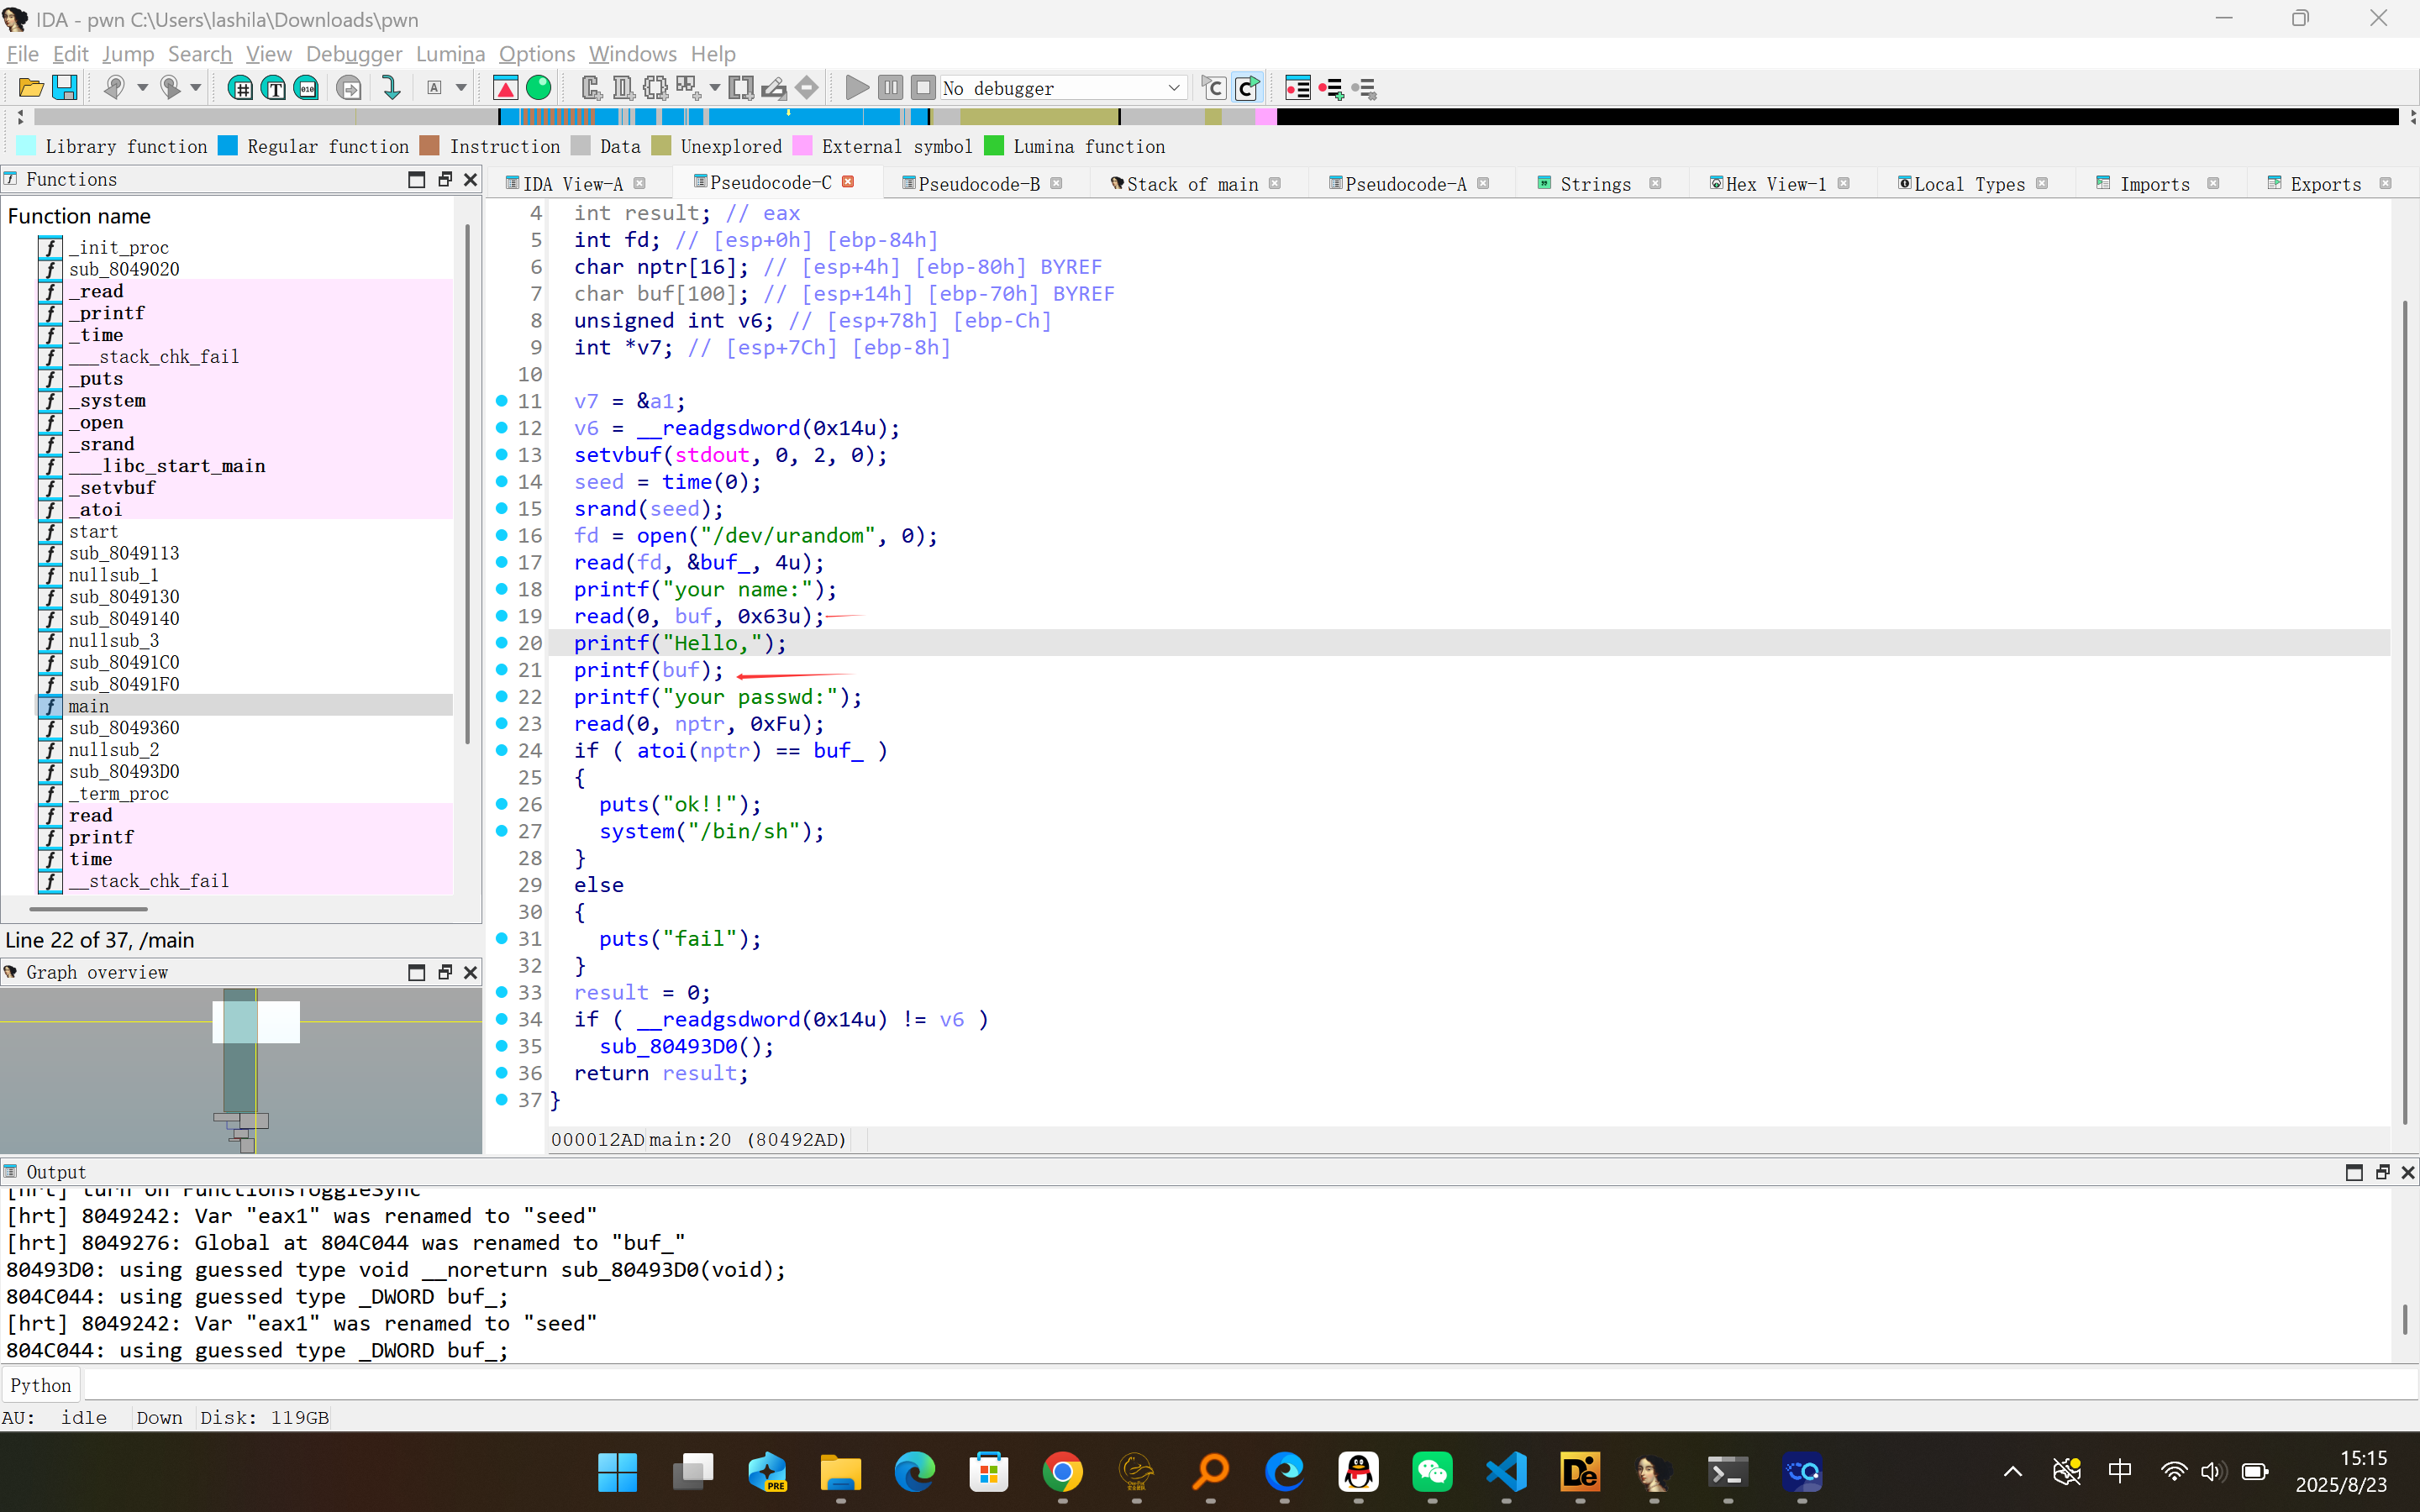 IDA - pwn C:\Users\lashila\Downloads\pwn
File Edit Jump Search View Debugger Lumina Options Windows Help
No debugger
Library function Regular function Instruction Data Unexplored External symbol Lumina function
Functions
IDA View-A Pseudocode-C Pseudocode-B Stack of main Pseudocode-A Strings Hex View-1 Local Types Imports Exports
Function name
_init_proc
sub_8049020
_read
_printf
_time
___stack_chk_fail
_puts
_system
_open
_srand
___libc_start_main
_setvbuf
_atoi
start
sub_8049113
nullsub_1
sub_8049130
sub_8049140
nullsub_3
sub_80491C0
sub_80491F0
main
sub_8049360
nullsub_2
sub_80493D0
_term_proc
read
printf
time
__stack_chk_fail
Line 22 of 37, /main
Graph overview
4 int result; // eax
5 int fd; // [esp+0h] [ebp-84h]
6 char nptr[16]; // [esp+4h] [ebp-80h] BYREF
7 char buf[100]; // [esp+14h] [ebp-70h] BYREF
8 unsigned int v6; // [esp+78h] [ebp-Ch]
9 int *v7; // [esp+7Ch] [ebp-8h]
10
11 v7 = &a1;
12 v6 = __readgsdword(0x14u);
13 setvbuf(stdout, 0, 2, 0);
14 seed = time(0);
15 srand(seed);
16 fd = open("/dev/urandom", 0);
17 read(fd, &buf_, 4u);
18 printf("your name:");
19 read(0, buf, 0x63u);
20 printf("Hello,");
21 printf(buf);
22 printf("your passwd:");
23 read(0, nptr, 0xFu);
24 if ( atoi(nptr) == buf_ )
25 {
26 puts("ok!!");
27 system("/bin/sh");
28 }
29 else
30 {
31 puts("fail");
32 }
33 result = 0;
34 if ( __readgsdword(0x14u) != v6 )
35 sub_80493D0();
36 return result;
37 }
000012AD main:20 (80492AD)
Output
[hrt] turn on FunctionsToggleSync
[hrt] 8049242: Var "eax1" was renamed to "seed"
[hrt] 8049276: Global at 804C044 was renamed to "buf_"
80493D0: using guessed type void __noreturn sub_80493D0(void);
804C044: using guessed type _DWORD buf_;
[hrt] 8049242: Var "eax1" was renamed to "seed"
804C044: using guessed type _DWORD buf_;
Python
AU: idle Down Disk: 119GB
PRE
中
15:15
2025/8/23